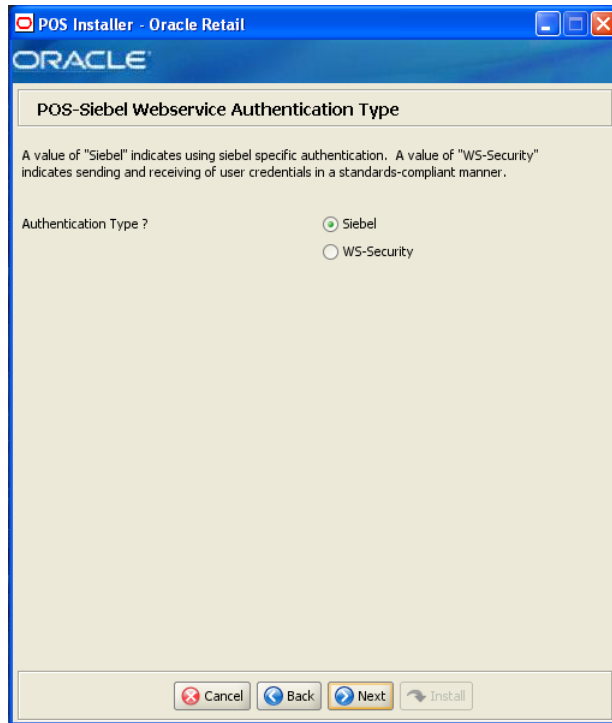 POS Installer - Oracle Retail
ORACLE
POS-Siebel Webservice Authentication Type
A value of "Siebel" indicates using siebel specific authentication.  A value of "WS-Security"
indicates sending and receiving of user credentials in a standards-compliant manner.
Authentication Type ? Siebel
WS-Security
Cancel Back Next Install